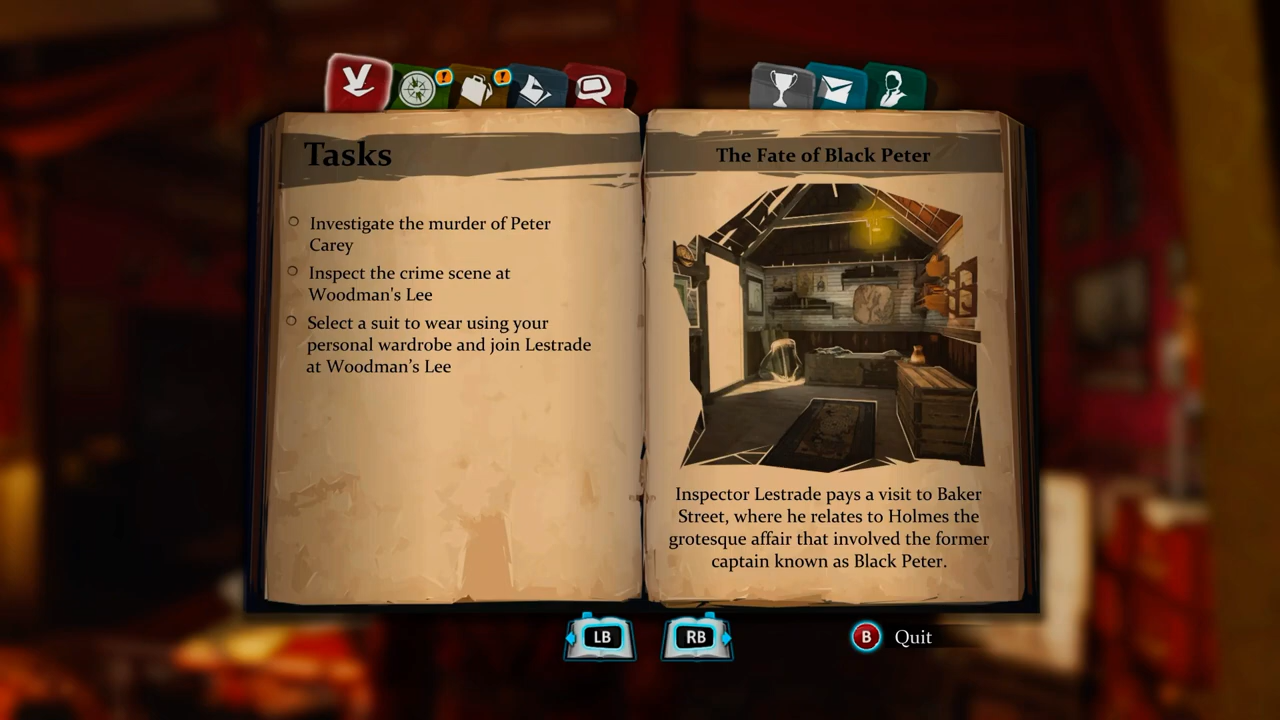 Tasks
Investigate the murder of Peter
Carey
Inspect the crime scene at
Woodman's Lee
Select a suit to wear using your
personal wardrobe and join Lestrade
at Woodman’s Lee
The Fate of Black Peter
Inspector Lestrade pays a visit to Baker
Street, where he relates to Holmes the
grotesque affair that involved the former
captain known as Black Peter.
LB
RB
B Quit